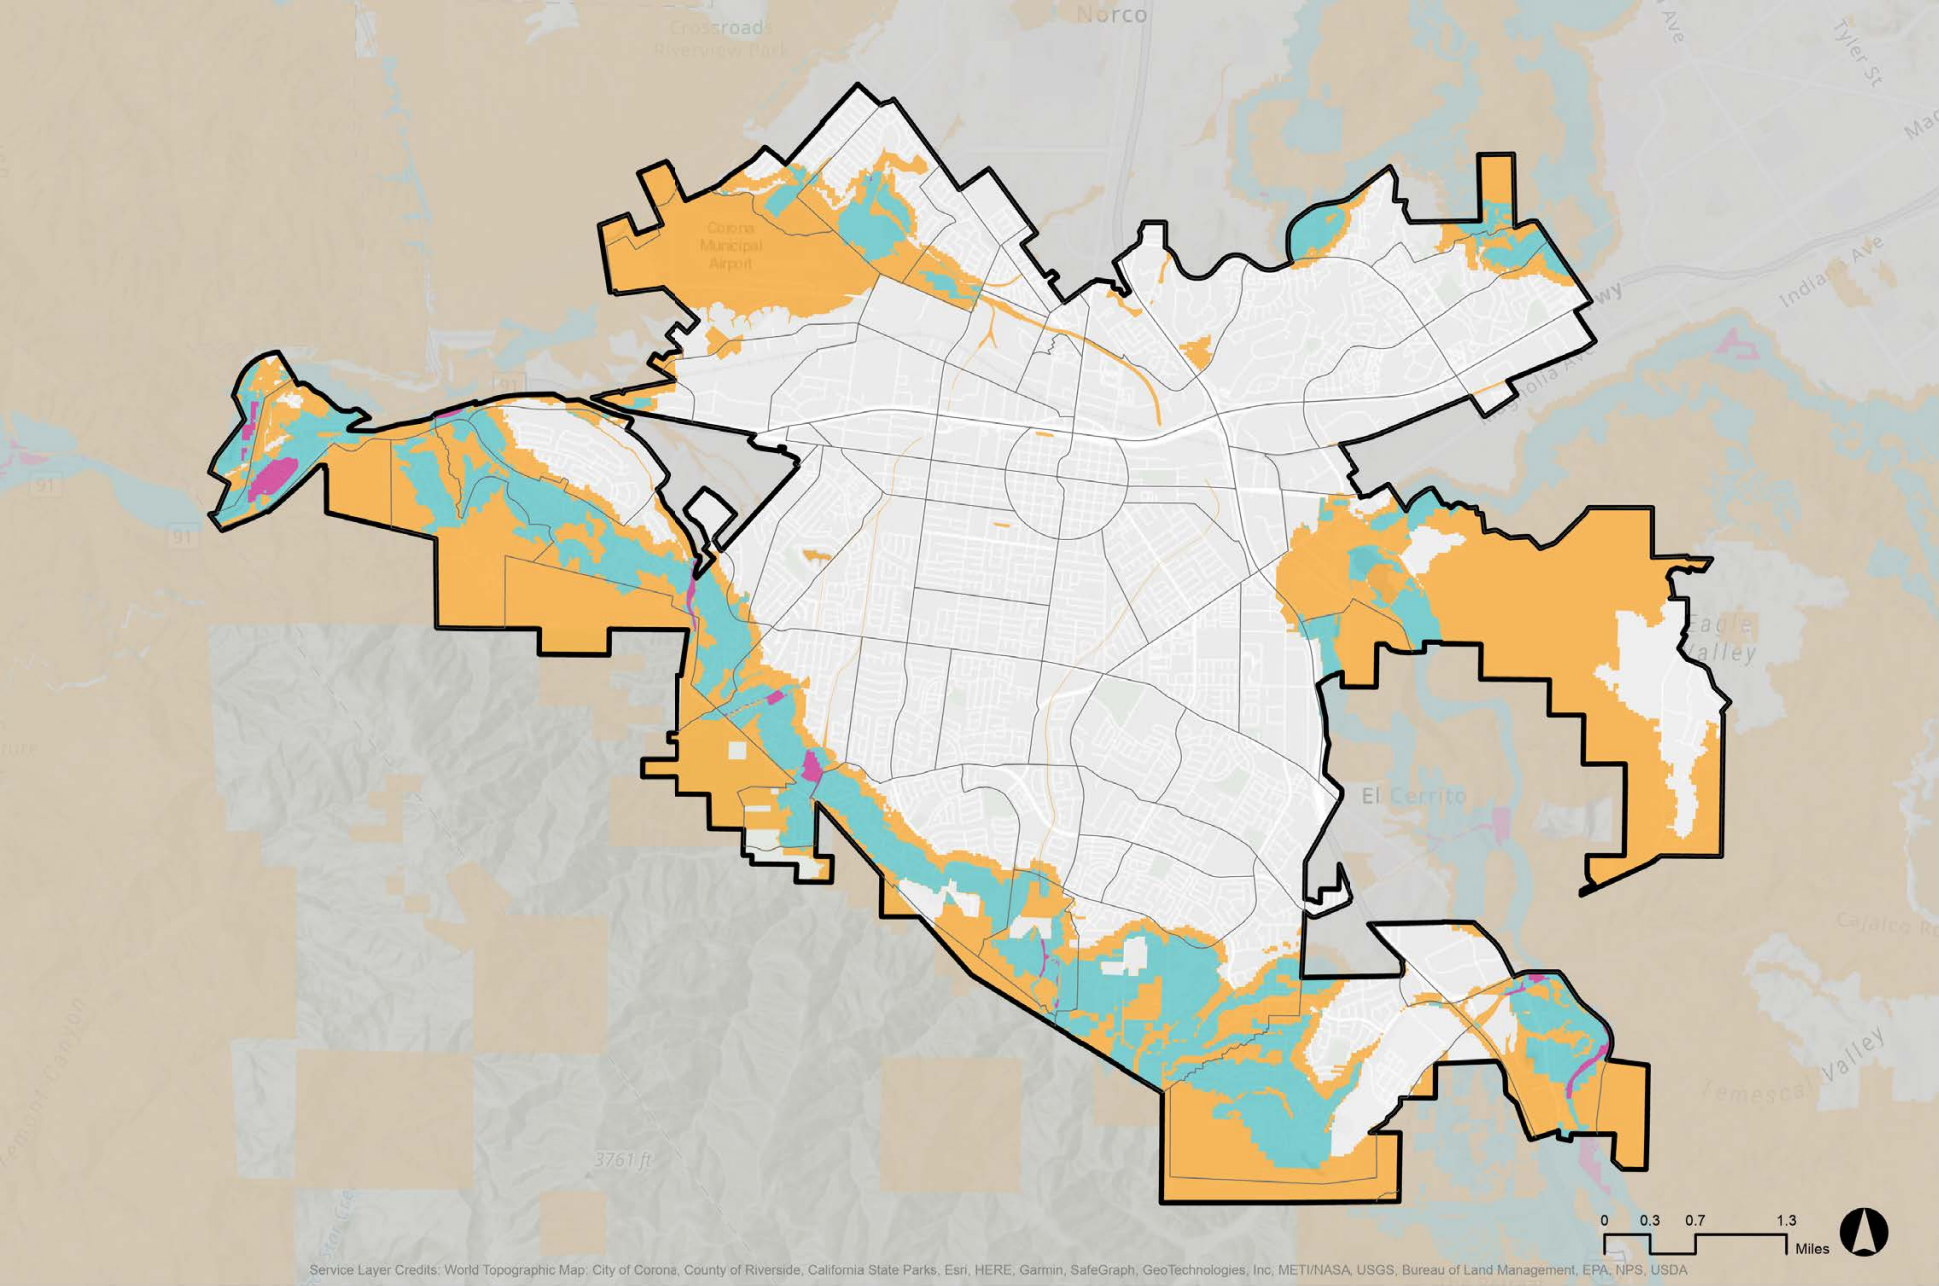 Norco
Crossroads
Riverview Park
Ave
Tyler St
Corona
Municipal
Airport
Indiana Ave
wy
Magnolia Ave
91
91
91
Eagle
Valley
El Cerrito
Cajalco R
Temescal Valley
3761 ft
0 0.3 0.7 1.3
Miles
Service Layer Credits: World Topographic Map: City of Corona, County of Riverside, California State Parks, Esri, HERE, Garmin, SafeGraph, GeoTechnologies, Inc, METI/NASA, USGS, Bureau of Land Management, EPA, NPS, USDA